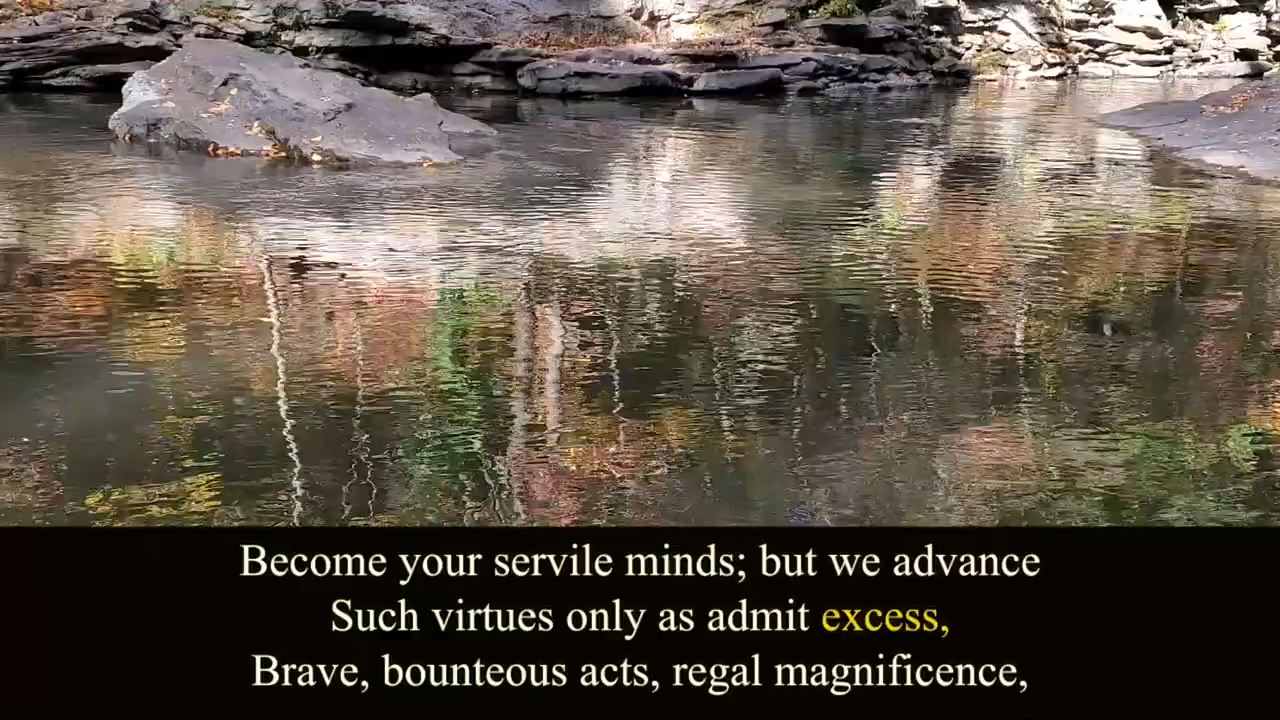 Become your servile minds; but we advance
Such virtues only as admit excess,
Brave, bounteous acts, regal magnificence,